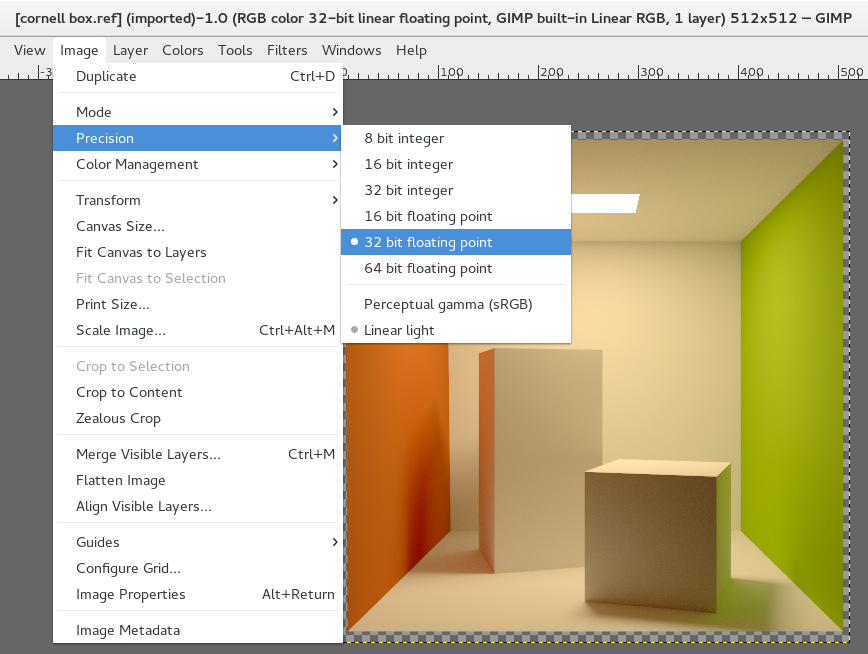 [cornell box.ref] (imported)-1.0 (RGB color 32-bit linear floating point, GIMP built-in Linear RGB, 1 layer) 512x512 – GIMP
View Image Layer Colors Tools Filters Windows Help
100 200 300 400 500
Duplicate Ctrl+D
Mode
Precision
Color Management
Transform
Canvas Size...
Fit Canvas to Layers
Fit Canvas to Selection
Print Size...
Scale Image... Ctrl+Alt+M
Crop to Selection
Crop to Content
Zealous Crop
Merge Visible Layers... Ctrl+M
Flatten Image
Align Visible Layers...
Guides
Configure Grid...
Image Properties Alt+Return
Image Metadata
8 bit integer
16 bit integer
32 bit integer
16 bit floating point
32 bit floating point
64 bit floating point
Perceptual gamma (sRGB)
Linear light